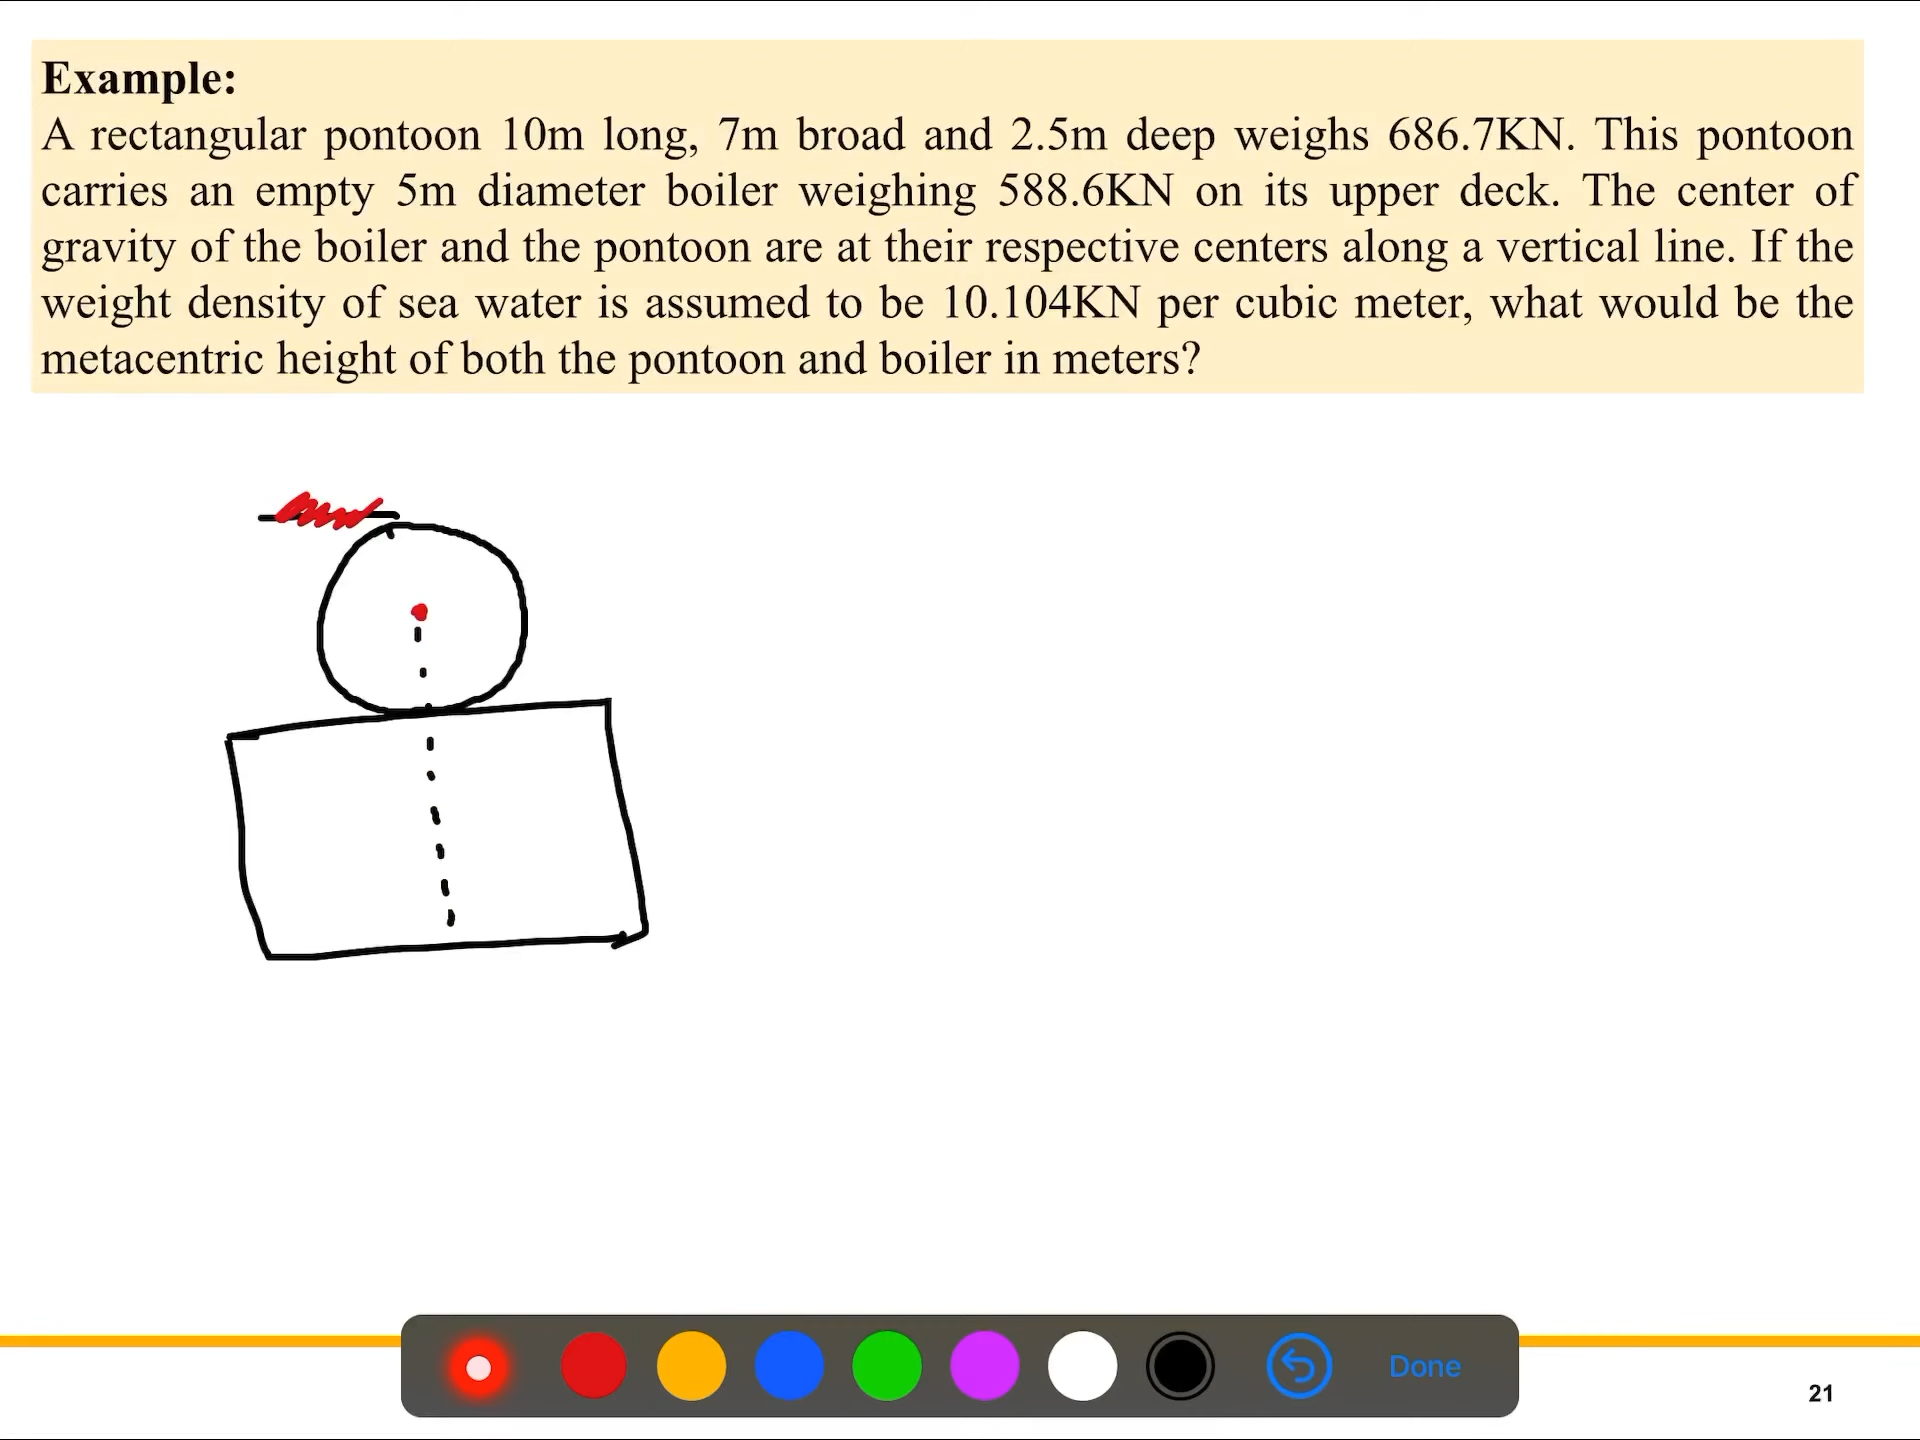 Example:
A rectangular pontoon 10m long, 7m broad and 2.5m deep weighs 686.7KN. This pontoon
carries an empty 5m diameter boiler weighing 588.6KN on its upper deck. The center of
gravity of the boiler and the pontoon are at their respective centers along a vertical line. If the
weight density of sea water is assumed to be 10.104KN per cubic meter, what would be the
metacentric height of both the pontoon and boiler in meters?
Done
21